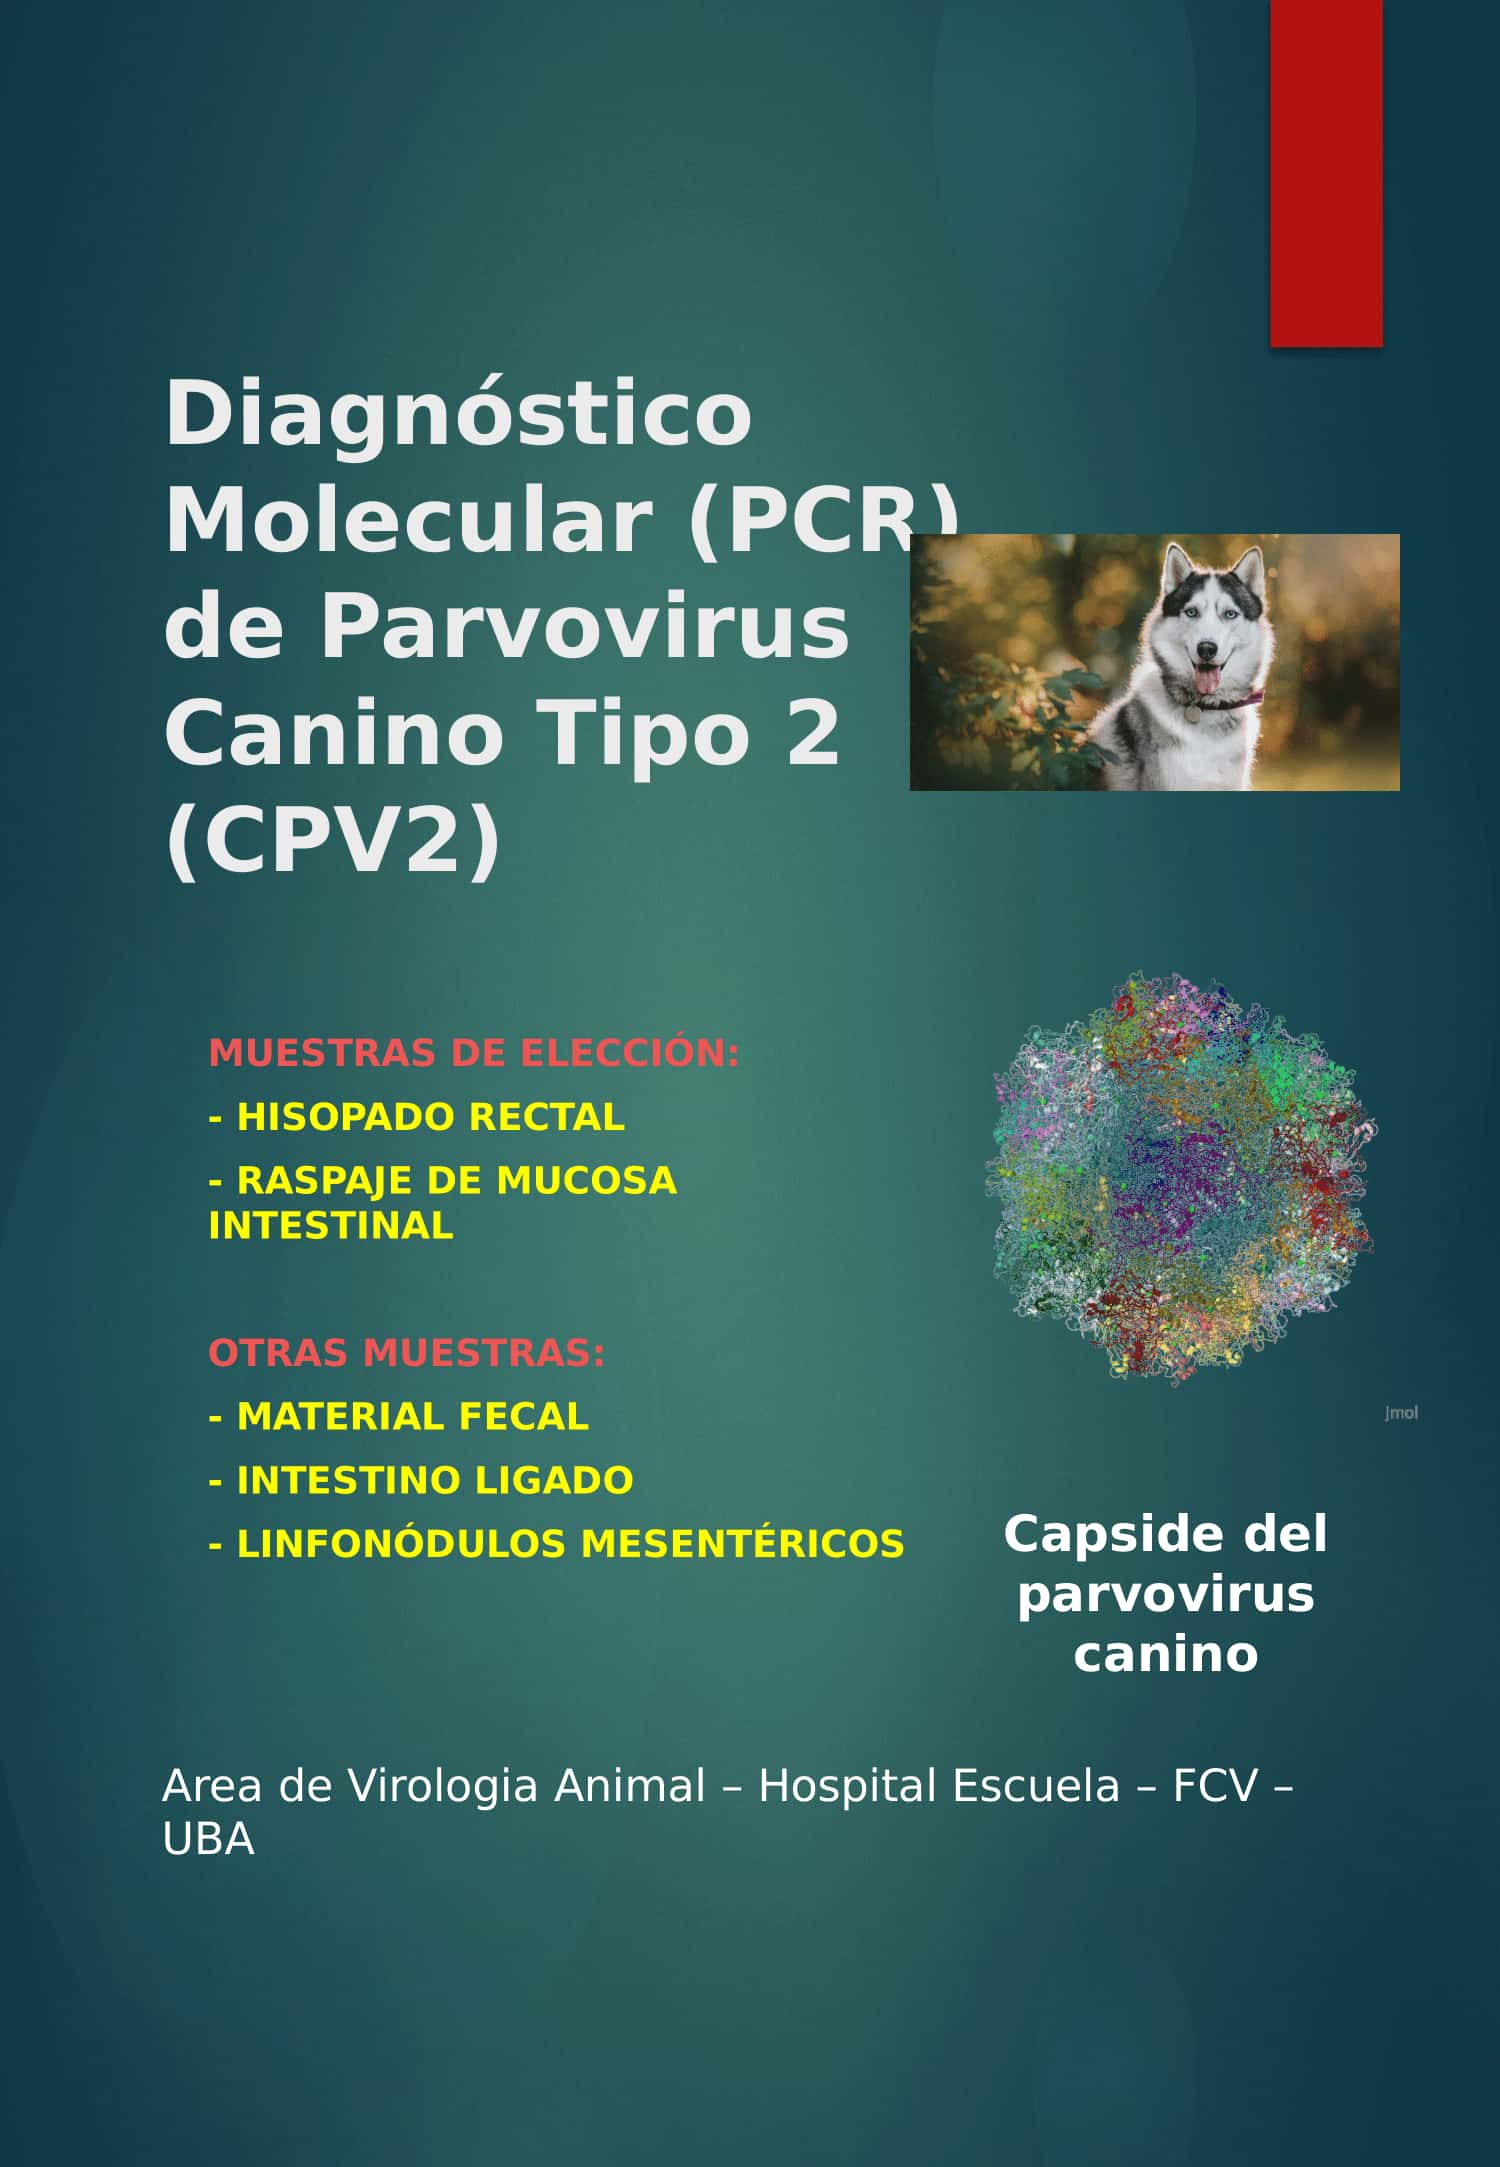 Diagnóstico
Molecular (PCR)
de Parvovirus
Canino Tipo 2
(CPV2)
MUESTRAS DE ELECCIÓN:
- HISOPADO RECTAL
- RASPAJE DE MUCOSA
INTESTINAL
OTRAS MUESTRAS:
- MATERIAL FECAL
- INTESTINO LIGADO
- LINFONÓDULOS MESENTÉRICOS
Jmol
Capside del
parvovirus
canino
Area de Virologia Animal – Hospital Escuela – FCV –
UBA